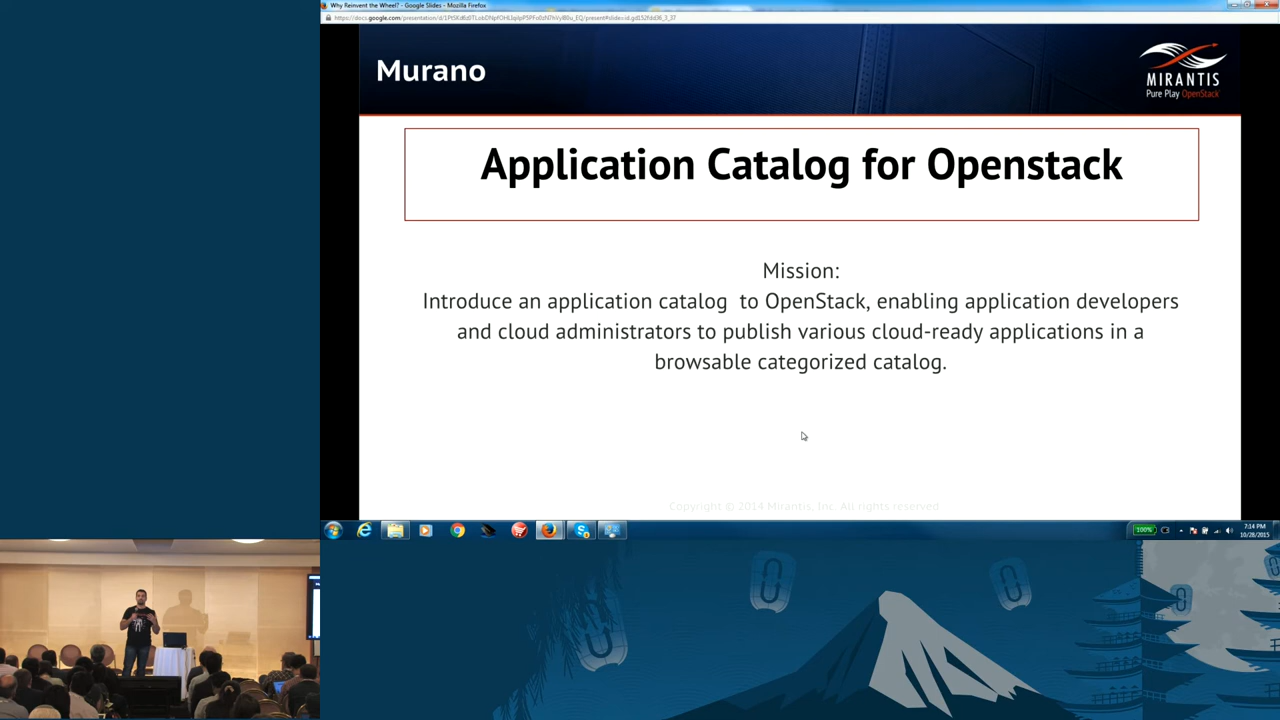 Why Reinvent the Wheel? - Google Slides - Mozilla Firefox
Murano
MIRANTIS
Pure Play OpenStack
Application Catalog for Openstack
Mission:
Introduce an application catalog to OpenStack, enabling application developers
and cloud administrators to publish various cloud-ready applications in a
browsable categorized catalog.
Copyright © 2014 Mirantis, Inc. All rights reserved
100%
7:14 PM
10/28/2015